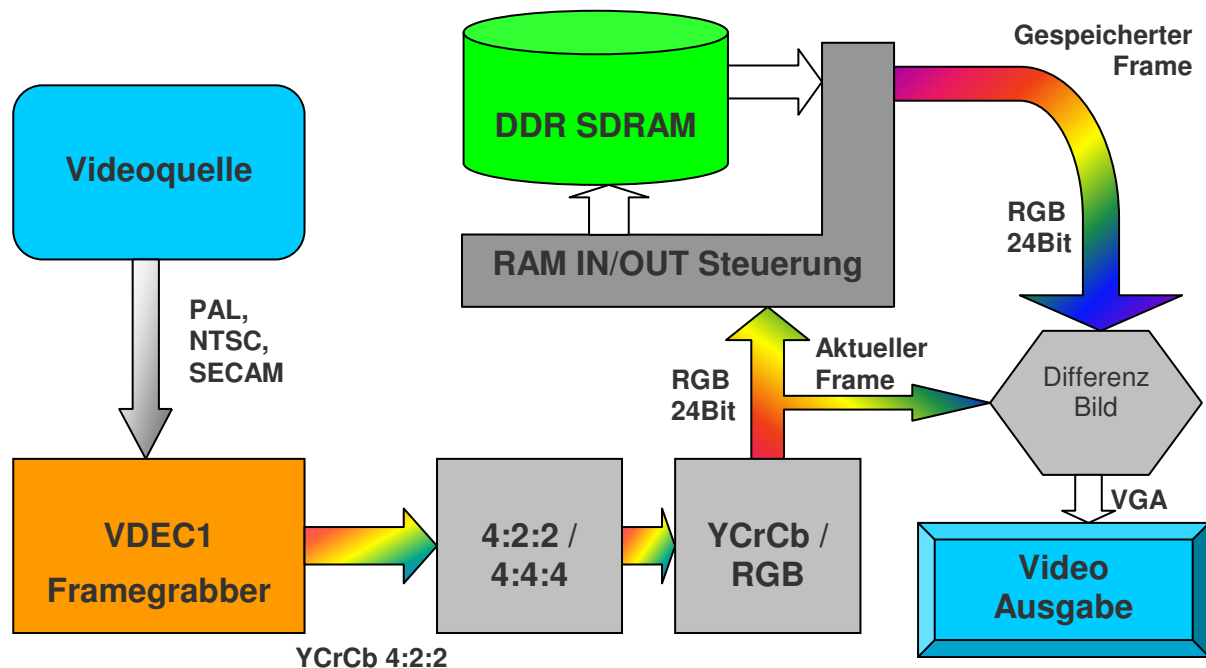 Videoquelle
PAL,
NTSC,
SECAM
VDEC1
Framegrabber
YCrCb 4:2:2
4:2:2 /
4:4:4
YCrCb /
RGB
RGB
24Bit
Aktueller
Frame
RAM IN/OUT Steuerung
DDR SDRAM
Gespeicherter
Frame
RGB
24Bit
Differenz
Bild
VGA
Video
Ausgabe